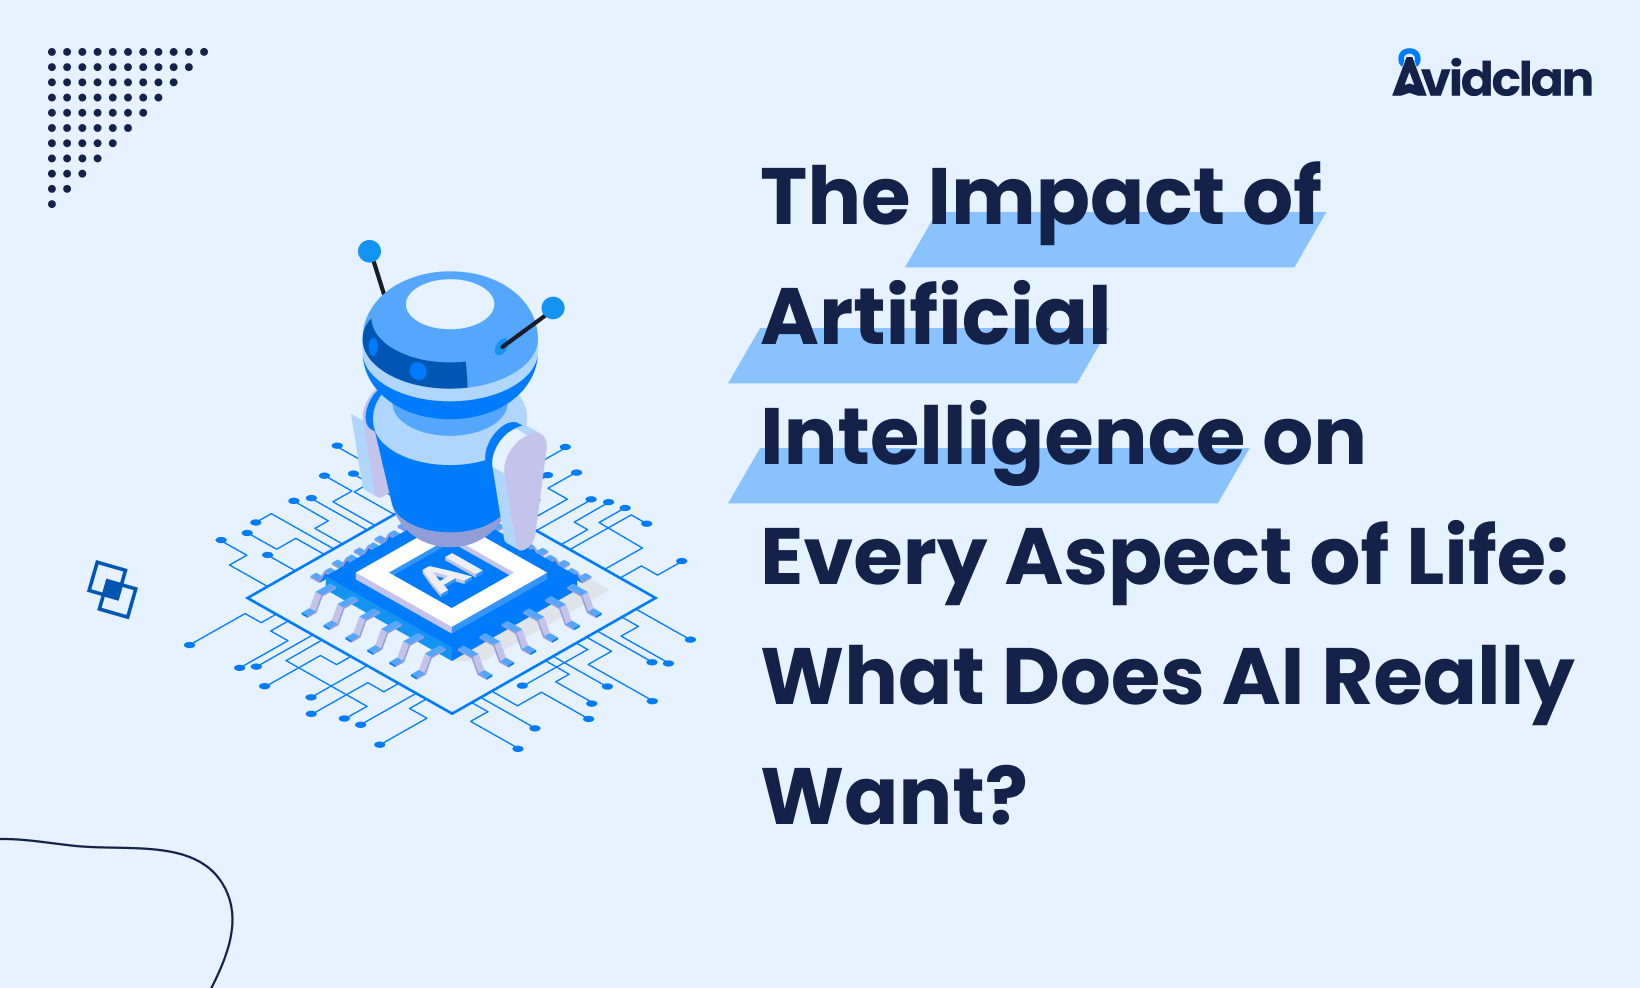 Avidclan
The Impact of
Artificial
Intelligence on
Every Aspect of Life:
What Does AI Really
Want?
AI